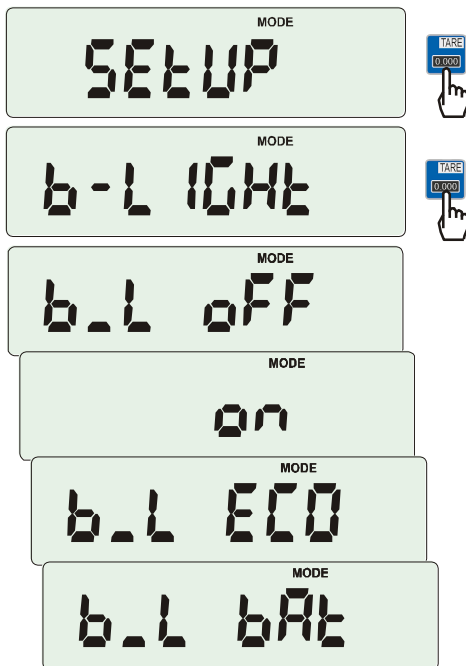 MODE
SEtUP
TARE
0.000
MODE
b-LIGHt
TARE
0.000
MODE
b_L oFF
MODE
on
MODE
b_L ECO
MODE
b_L bAt